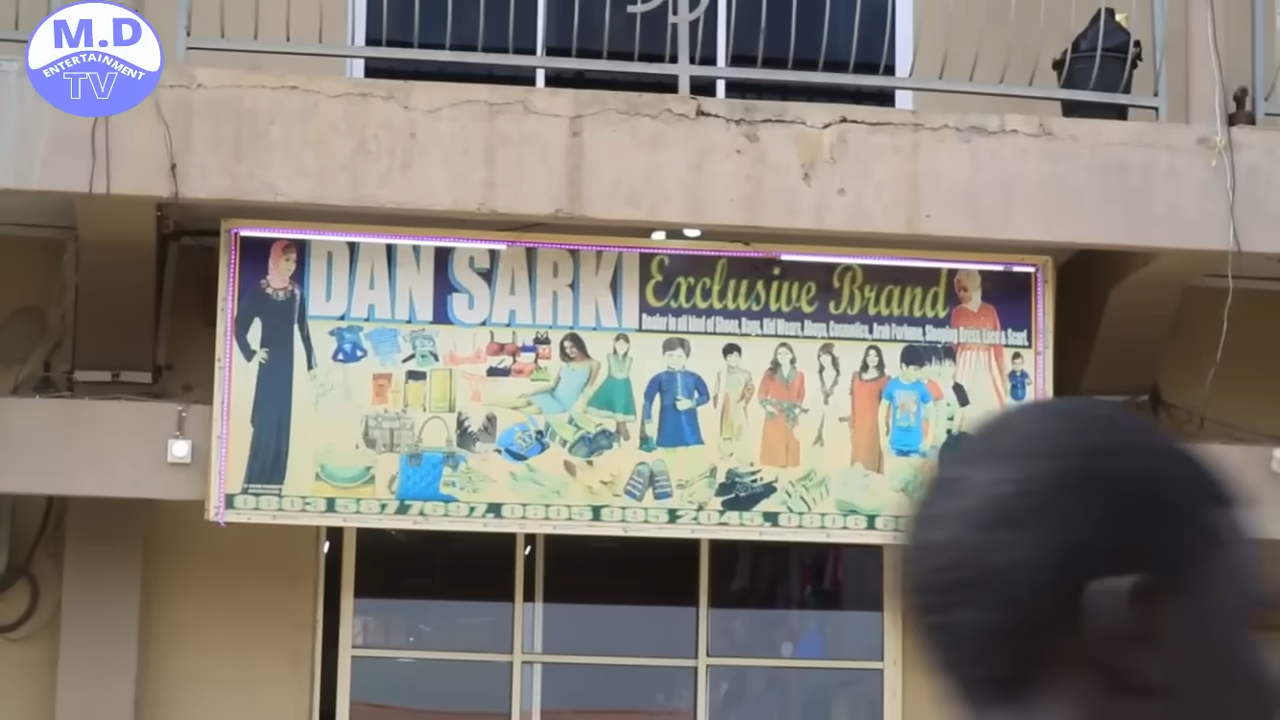 M.D
ENTERTAINMENT
TV
DAN SARKI
Exclusive Brand
Dealer in all kind of Shoes, Bags, Kid Wears, Abaya, Cosmetics, Arab Perfume, Shopping Dress, Lace & Scarf.
0803 587 7697, 0805 995 2045, 0806